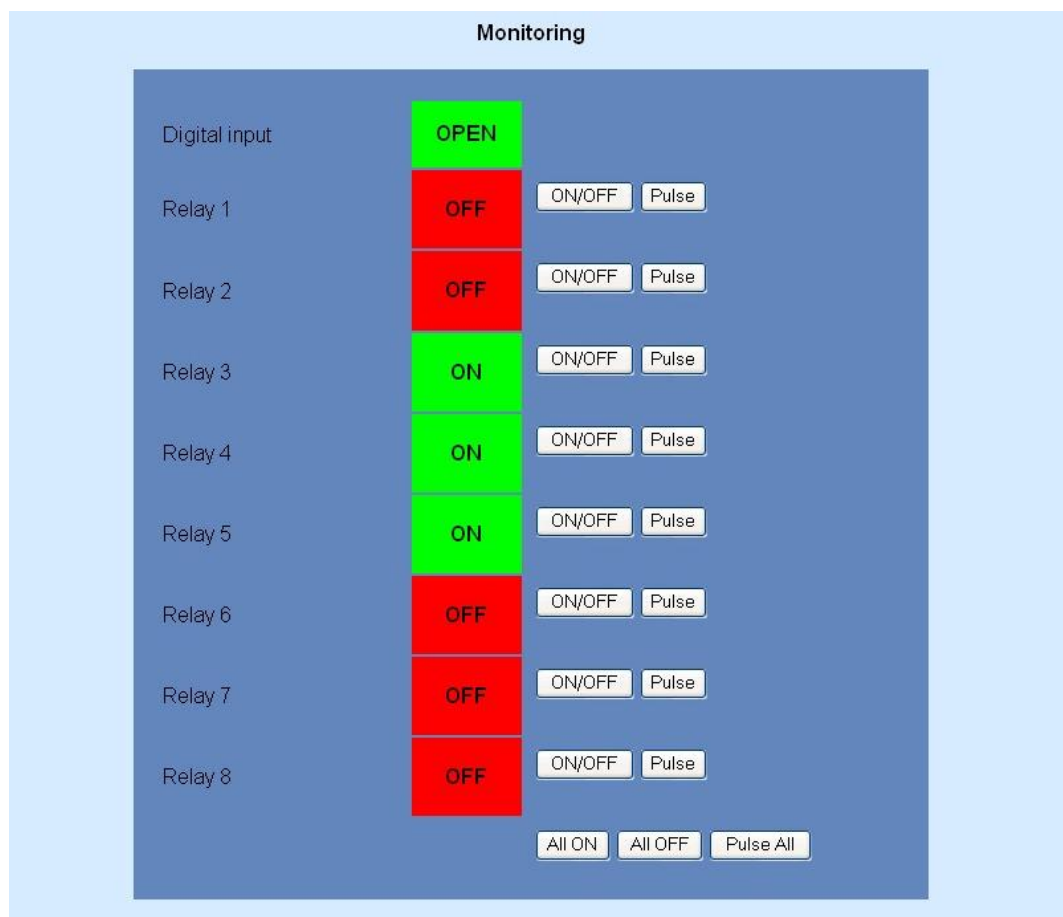 Monitoring
Digital input OPEN
Relay 1 OFF ON/OFF Pulse
Relay 2 OFF ON/OFF Pulse
Relay 3 ON ON/OFF Pulse
Relay 4 ON ON/OFF Pulse
Relay 5 ON ON/OFF Pulse
Relay 6 OFF ON/OFF Pulse
Relay 7 OFF ON/OFF Pulse
Relay 8 OFF ON/OFF Pulse
All ON All OFF Pulse All